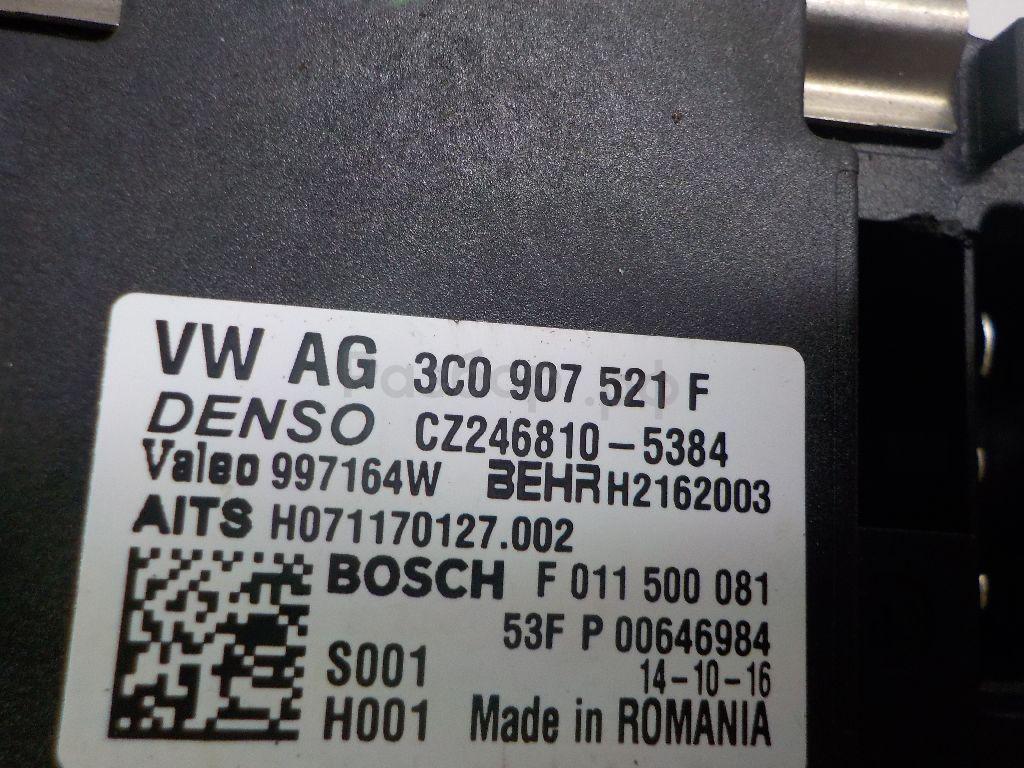 VW AG 3C0 907 521 F
DENSO CZ246810-5384
Valeo 997164W BEHR H2162003
AITS H071170127.002
BOSCH F 011 500 081
53F P 00646984
S001 14-10-16
H001 Made in ROMANIA